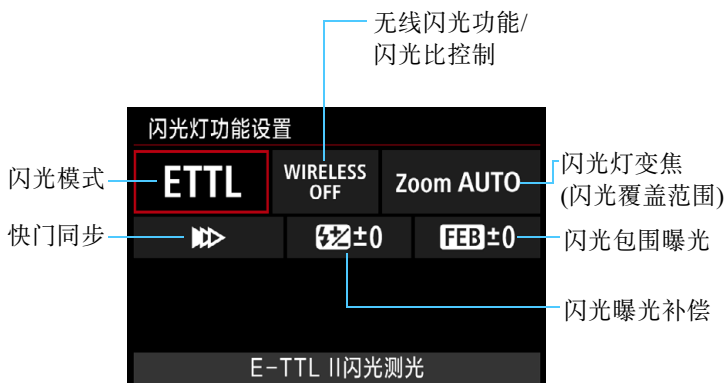 无线闪光功能/
闪光比控制
闪光灯功能设置
闪光模式
ETTL
WIRELESS
OFF
Zoom AUTO
闪光灯变焦
(闪光覆盖范围)
快门同步
±0
FEB±0
闪光包围曝光
闪光曝光补偿
E-TTL II闪光测光